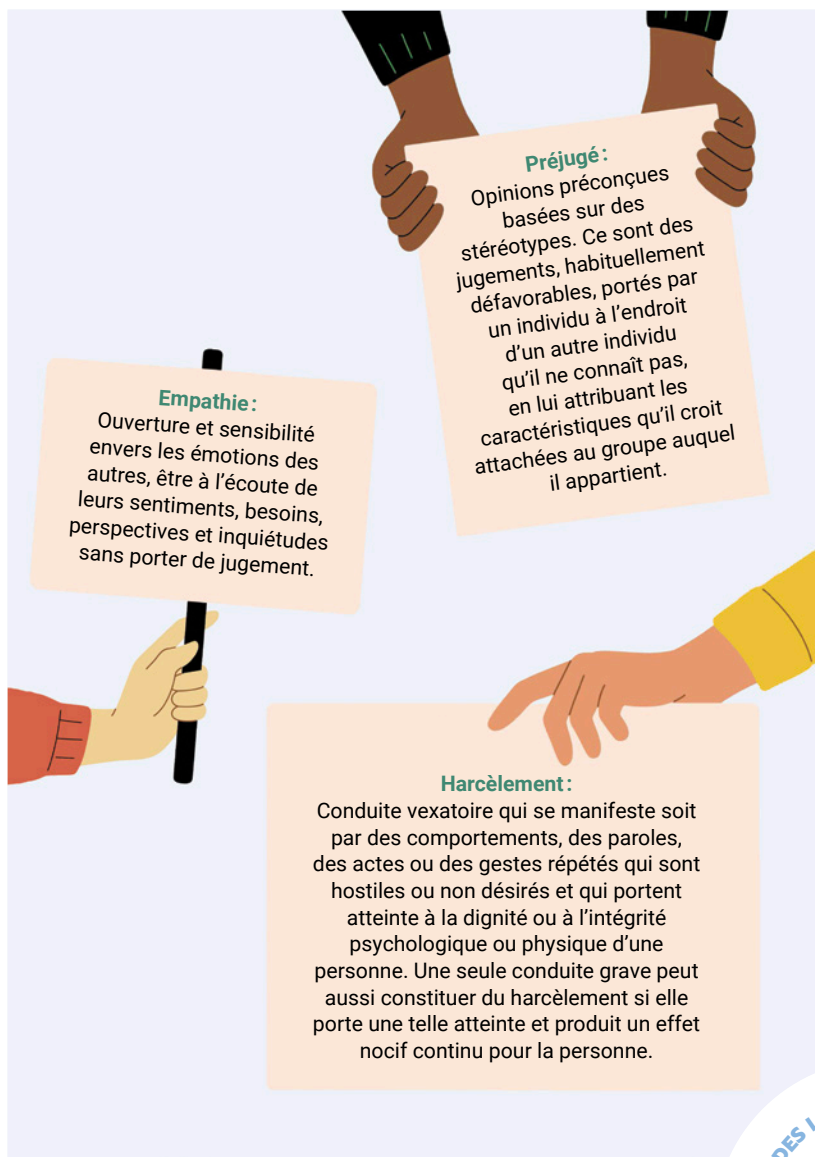 Préjugé :
Opinions préconçues
basées sur des
stéréotypes. Ce sont des
jugements, habituellement
défavorables, portés par
un individu à l’endroit
d’un autre individu
qu’il ne connaît pas,
en lui attribuant les
caractéristiques qu’il croit
attachées au groupe auquel
il appartient.
Empathie :
Ouverture et sensibilité
envers les émotions des
autres, être à l’écoute de
leurs sentiments, besoins,
perspectives et inquiétudes
sans porter de jugement.
Harcèlement :
Conduite vexatoire qui se manifeste soit
par des comportements, des paroles,
des actes ou des gestes répétés qui sont
hostiles ou non désirés et qui portent
atteinte à la dignité ou à l’intégrité
psychologique ou physique d’une
personne. Une seule conduite grave peut
aussi constituer du harcèlement si elle
porte une telle atteinte et produit un effet
nocif continu pour la personne.
DES